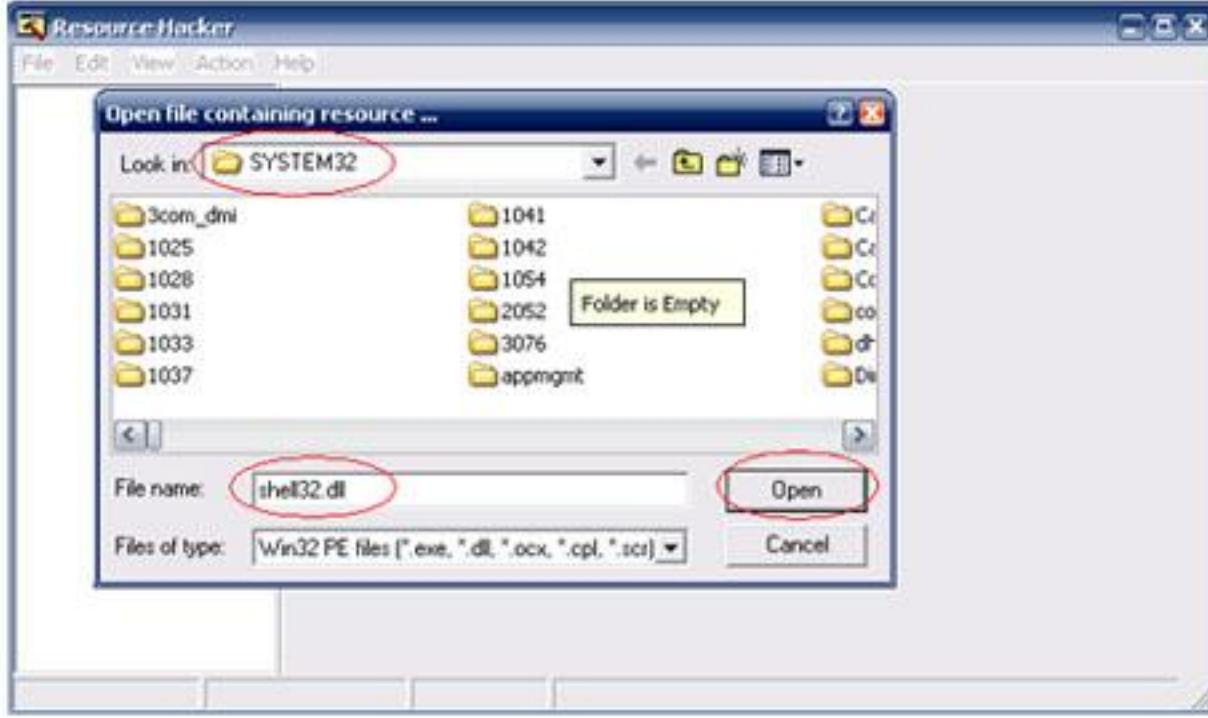 Resource Hacker
File Edit View Action Help
Open file containing resource ...
Look in: SYSTEM32
3com_dmi
1025
1028
1031
1033
1037
1041
1042
1054
2052
3076
appmgmt
Folder is Empty
File name: shell32.dll
Open
Files of type: Win32 PE files (*.exe, *.dll, *.ocx, *.cpl, *.scr)
Cancel